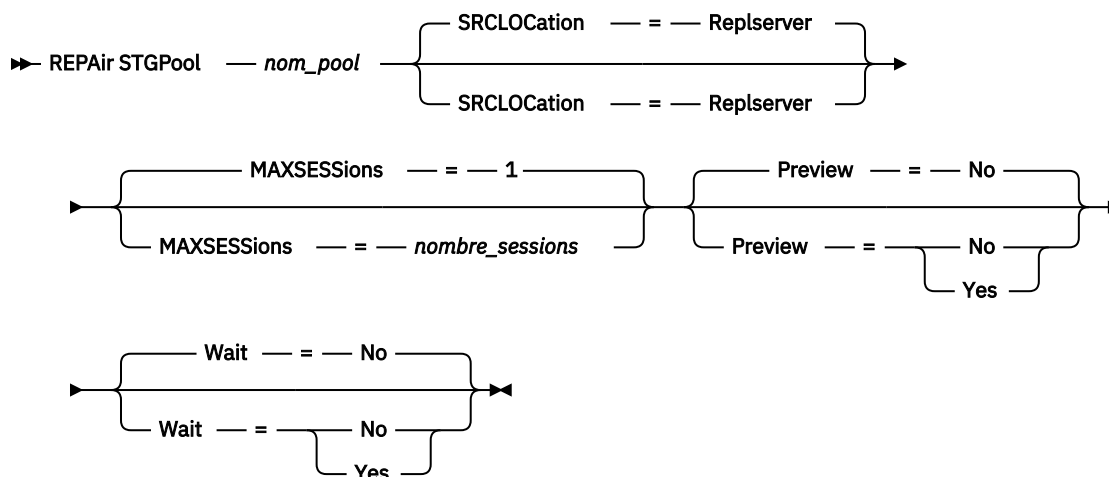 SRCLOCation = Replserver
REPAir STGPool nom_pool
SRCLOCation = Replserver
MAXSESSions = 1
Preview = No
MAXSESSions = nombre_sessions
Preview = No
Yes
Wait = No
Wait = No
Yes